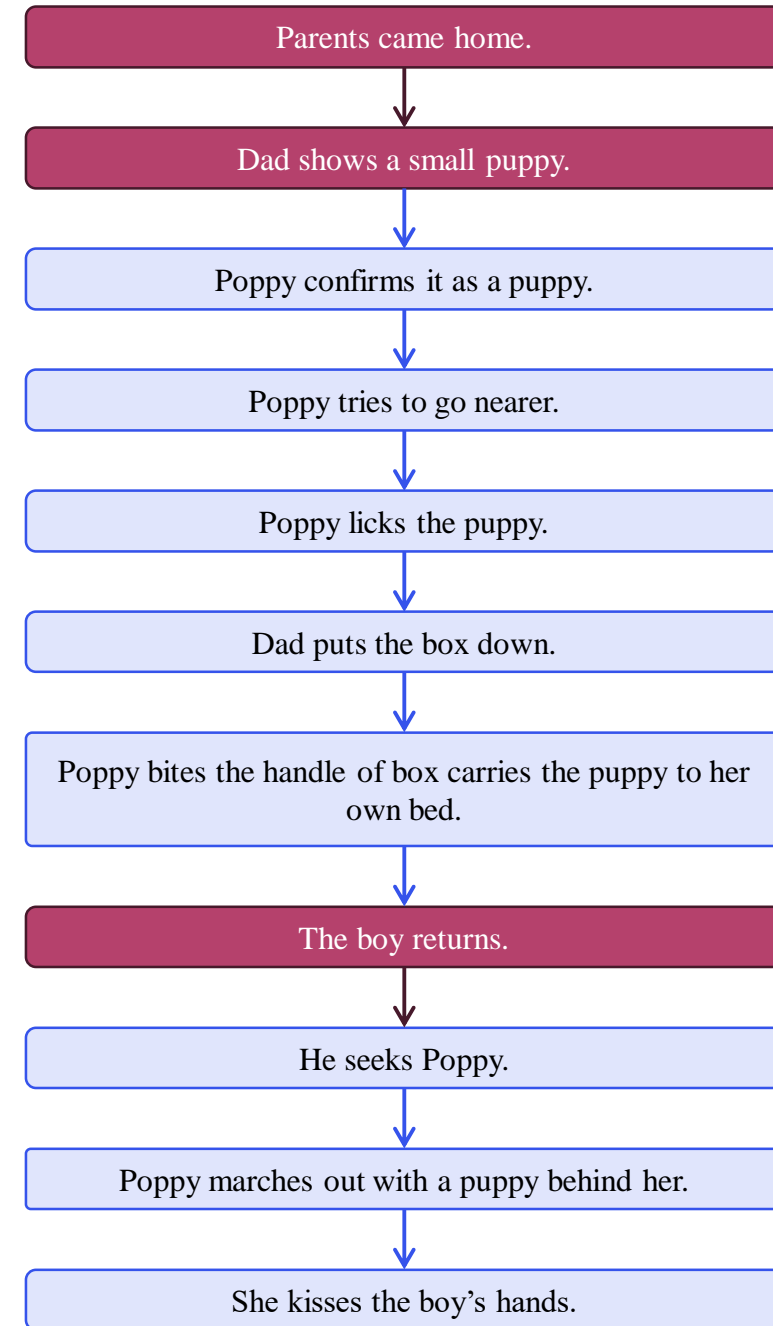 Parents came home.
Dad shows a small puppy.
Poppy confirms it as a puppy.
Poppy tries to go nearer.
Poppy licks the puppy.
Dad puts the box down.
Poppy bites the handle of box carries the puppy to her
own bed.
The boy returns.
He seeks Poppy.
Poppy marches out with a puppy behind her.
She kisses the boy’s hands.